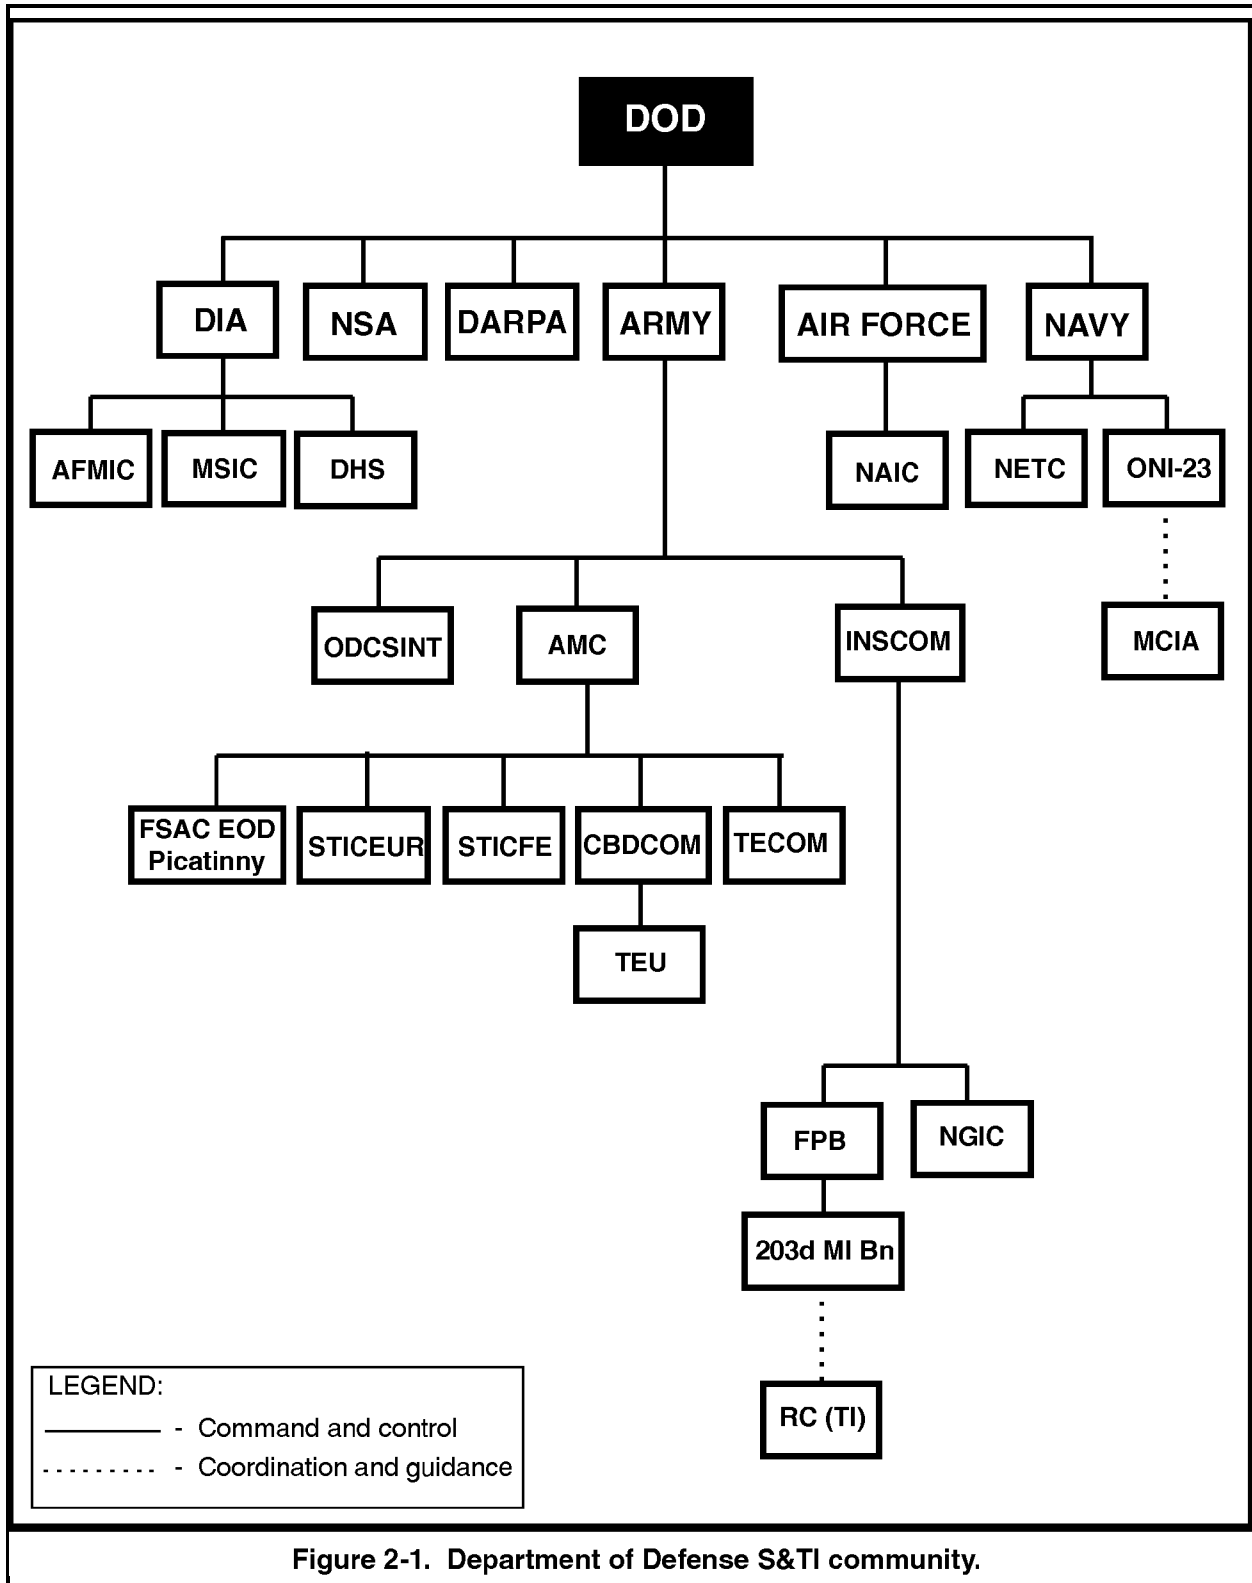 DOD
DIA
NSA
DARPA
ARMY
AIR FORCE
NAVY
AFMIC
MSIC
DHS
NAIC
NETC
ONI-23
ODCSINT
AMC
INSCOM
MCIA
FSAC EOD
Picatinny
STICEUR
STICFE
CBDCOM
TECOM
TEU
FPB
NGIC
203d MI Bn
RC (TI)
LEGEND:
- Command and control
- Coordination and guidance
Figure 2-1. Department of Defense S&TI community.